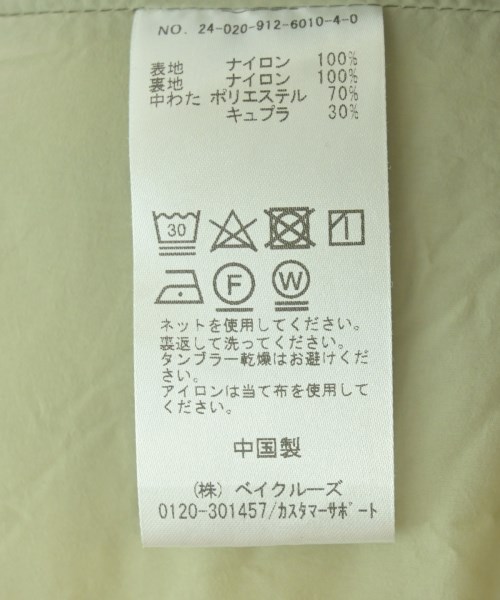 NO. 24-020-912-6010-4-0
表地 ナイロン 100%
裏地 ナイロン 100%
中わた ポリエステル 70%
キュプラ 30%
30
F W
ネットを使用してください。
裏返して洗ってください。
タンブラー乾燥はお避けくだ
さい。
アイロンは当て布を使用して
ください。
中国製
(株) ベイクルーズ
0120-301457/カスタマーサポート